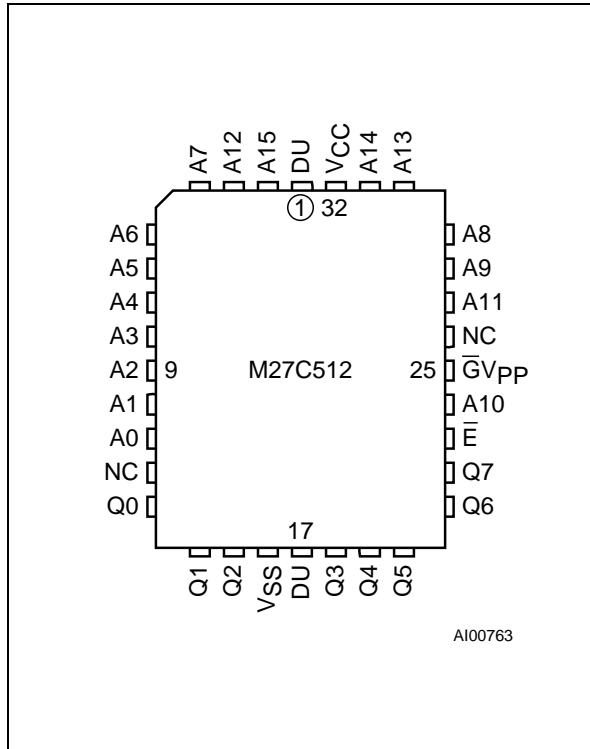 A7 A12 A15 DU VCC A14 A13
1 32
A6 A8
A5 A9
A4 A11
A3 NC
A2 9 M27C512 25 G̅VPP
A1 A10
A0 E̅
NC Q7
Q0 Q6
17
Q1 Q2 VSS DU Q3 Q4 Q5
AI00763